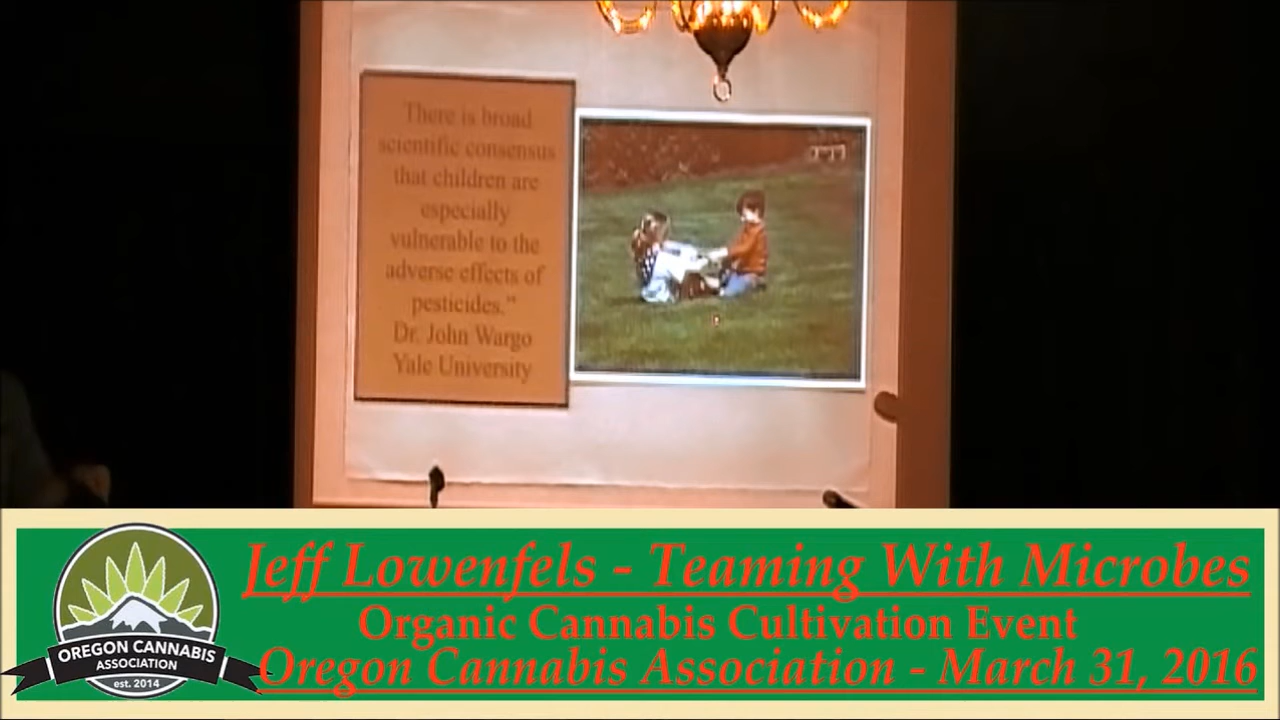 There is broad
scientific consensus
that children are
especially
vulnerable to the
adverse effects of
pesticides."
Dr. John Wargo
Yale University
Jeff Lowenfels - Teaming With Microbes
Organic Cannabis Cultivation Event
Oregon Cannabis Association - March 31, 2016
OREGON CANNABIS
ASSOCIATION
est. 2014